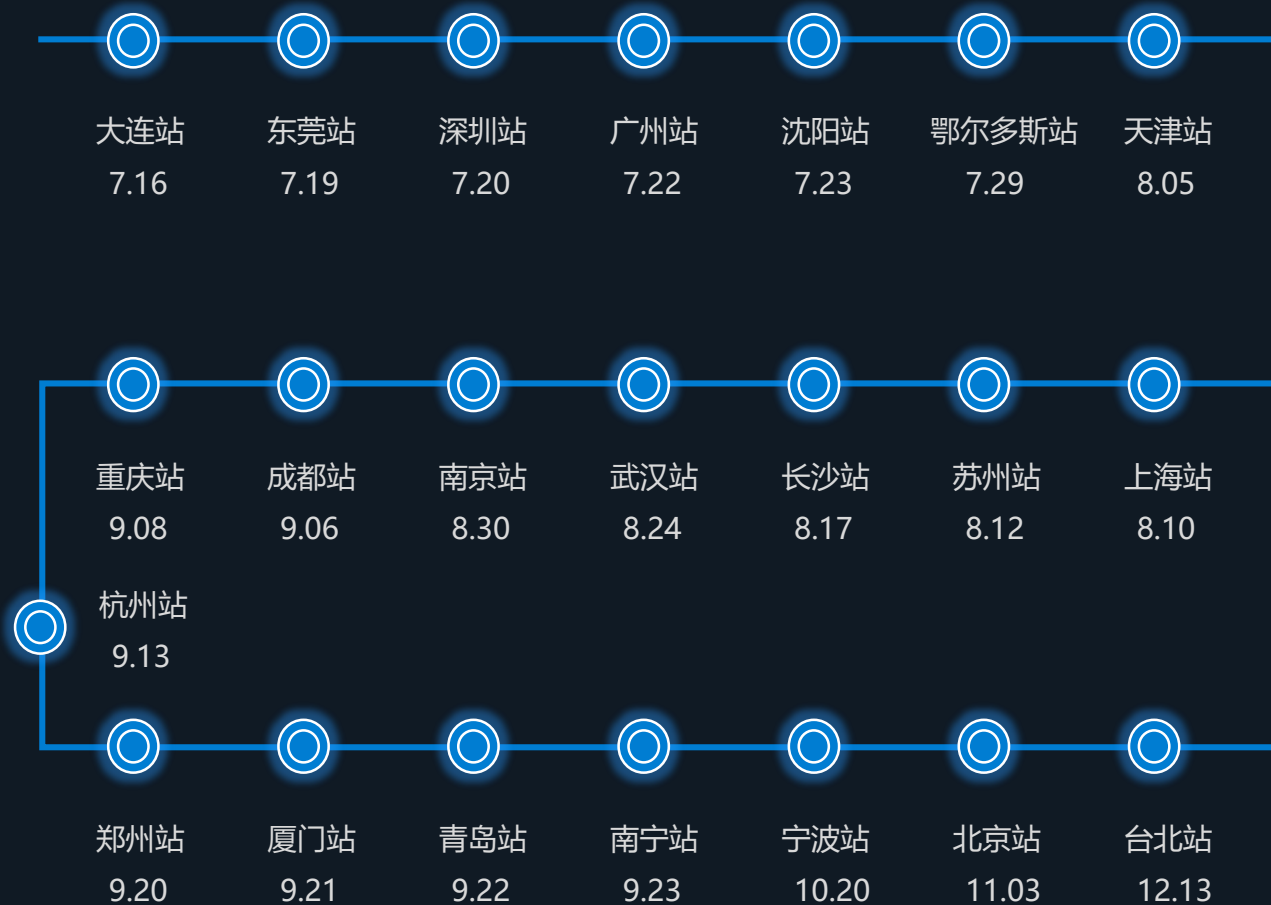 大连站 东莞站 深圳站 广州站 沈阳站 鄂尔多斯站 天津站
7.16 7.19 7.20 7.22 7.23 7.29 8.05
重庆站 成都站 南京站 武汉站 长沙站 苏州站 上海站
9.08 9.06 8.30 8.24 8.17 8.12 8.10
杭州站
9.13
郑州站 厦门站 青岛站 南宁站 宁波站 北京站 台北站
9.20 9.21 9.22 9.23 10.20 11.03 12.13